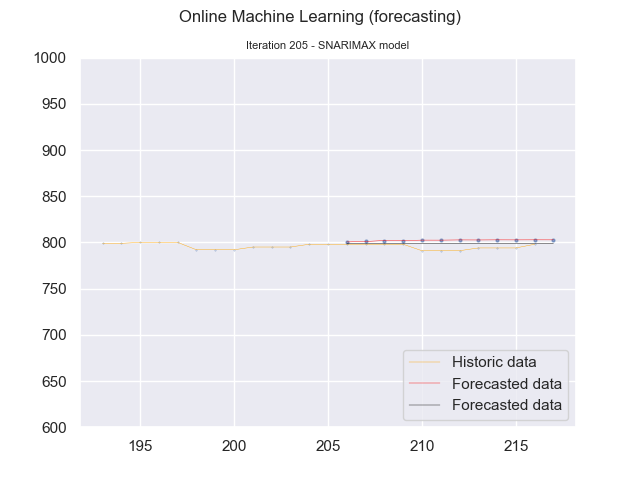 Online Machine Learning (forecasting)
Iteration 205 - SNARIMAX model
1000
950
900
850
800
750
700
650
600
Historic data
Forecasted data
Forecasted data
195 200 205 210 215